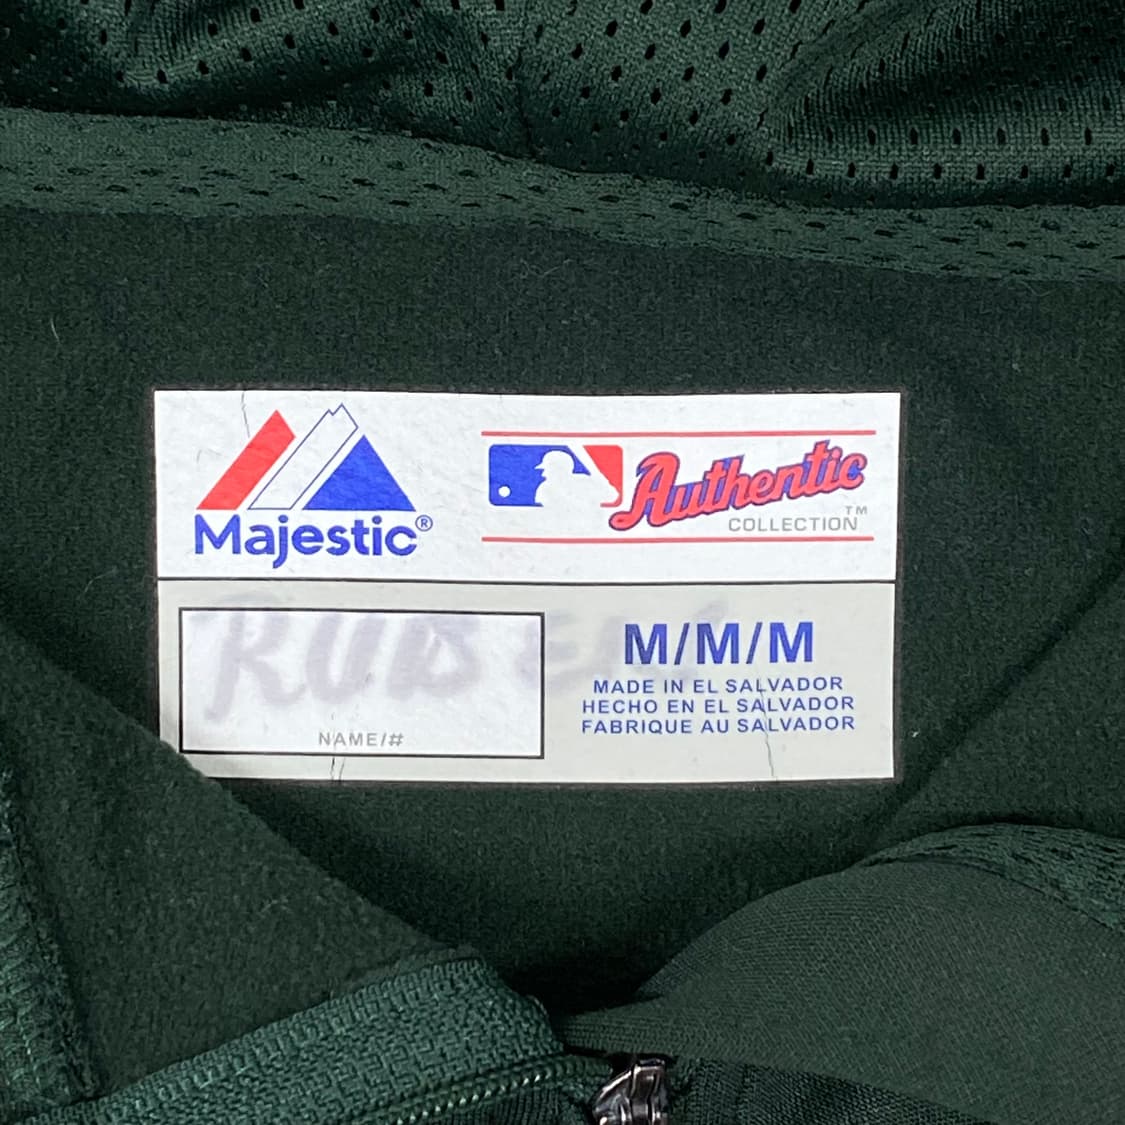 Majestic®
Authentic
COLLECTION™
RUBEN
NAME/#
M/M/M
MADE IN EL SALVADOR
HECHO EN EL SALVADOR
FABRIQUE AU SALVADOR